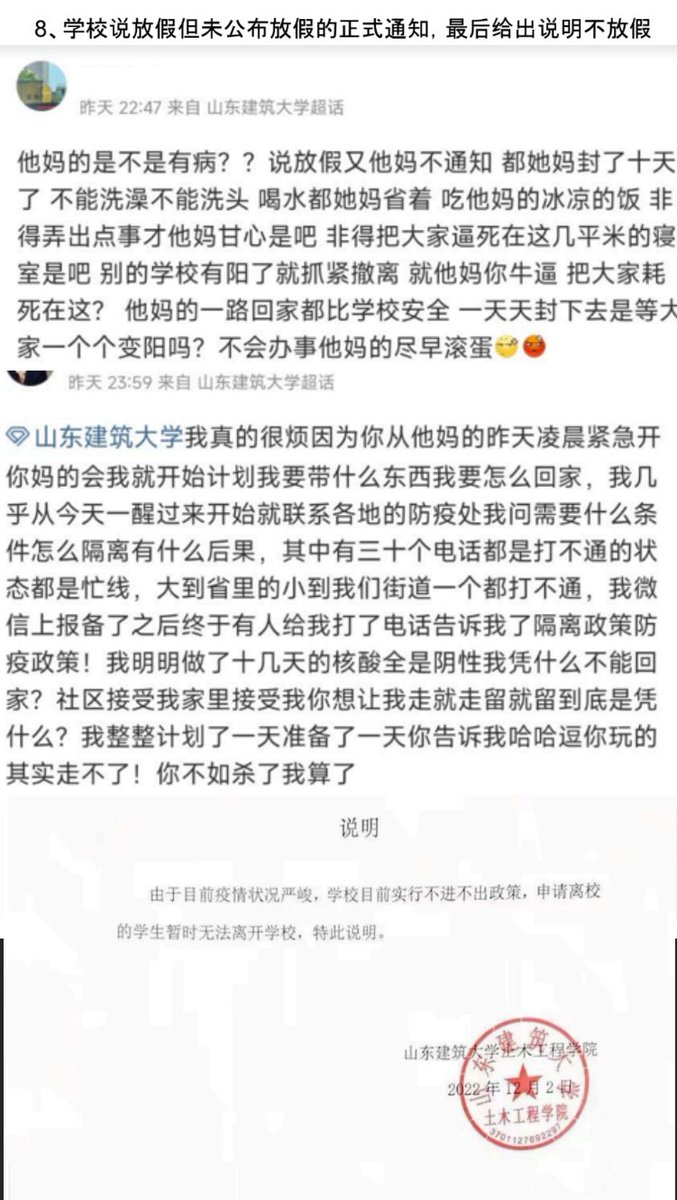 8、学校说放假但未公布放假的正式通知，最后给出说明不放假
昨天 22:47 来自 山东建筑大学超话
他妈的是不是有病？？说放假又他妈不通知 都她妈封了十天
了 不能洗澡不能洗头 喝水都她妈省着 吃他妈的冰凉的饭 非
得弄出点事才他妈甘心是吧 非得把大家逼死在这几平米的寝
室是吧 别的学校有阳了就抓紧撤离 就他妈你牛逼 把大家耗
死在这？ 他妈的一路回家都比学校安全 一天天封下去是等大
家一个个变阳吗？不会办事他妈的尽早滚蛋
昨天 23:59 来自 山东建筑大学超话
山东建筑大学我真的很烦因为你从他妈的昨天凌晨紧急开
你妈的会我就开始计划我要带什么东西我要怎么回家，我几
乎从今天一醒过来开始就联系各地的防疫处我问需要什么条
件怎么隔离有什么后果，其中有三十个电话都是打不通的状
态都是忙线，大到省里的小到我们街道一个都打不通，我微
信上报备了之后终于有人给我打了电话告诉我了隔离政策防
疫政策！我明明做了十几天的核酸全是阴性我凭什么不能回
家？社区接受我家里接受我你想让我走就走留就留到底是凭
什么？我整整计划了一天准备了一天你告诉我哈哈逗你玩的
其实走不了！你不如杀了我算了
说明
由于目前疫情状况严峻，学校目前实行不进不出政策，申请离校
的学生暂时无法离开学校，特此说明。
山东建筑大学土木工程学院
2022 年 12 月 2 日
山东建筑大学
土木工程学院
3701127692297